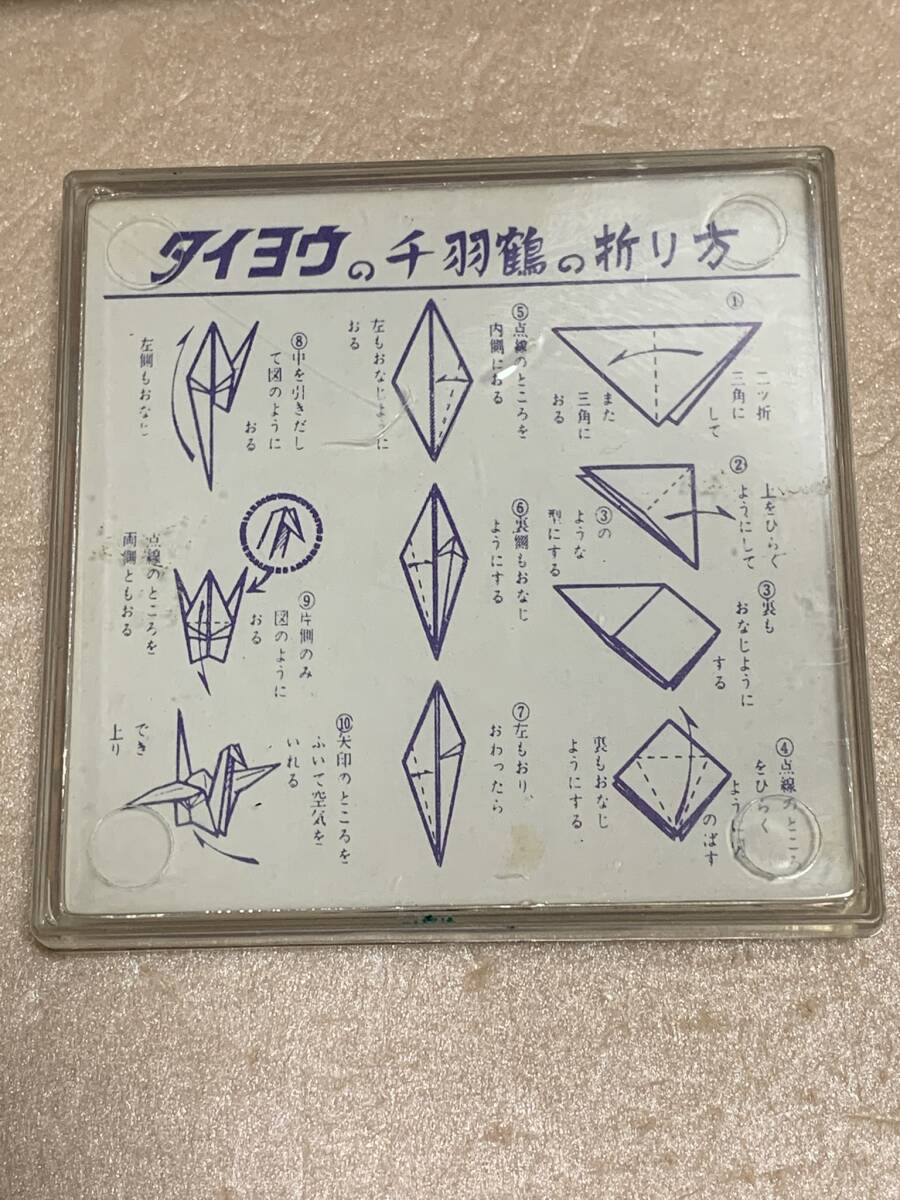 タイヨウの千羽鶴の折り方
①
二ツ折
三角に
して
また
三角に
おる
②
上をひらく
ようにして
③の
ような
型にする
③裏も
おなじように
する
④点線のところ
をひらく
ように
のばす
裏もおなじ
ようにする
⑤点線のところを
内側におる
左もおなじように
おる
⑥裏側もおなじ
ようにする
⑦左もおり、
おわったら
⑧中を引きだし
て図のように
おる
左側もおなじ
⑨片側のみ
図のように
おる
点線のところを
両側ともおる
⑩矢印のところを
ふいて空気を
いれる
でき
上り